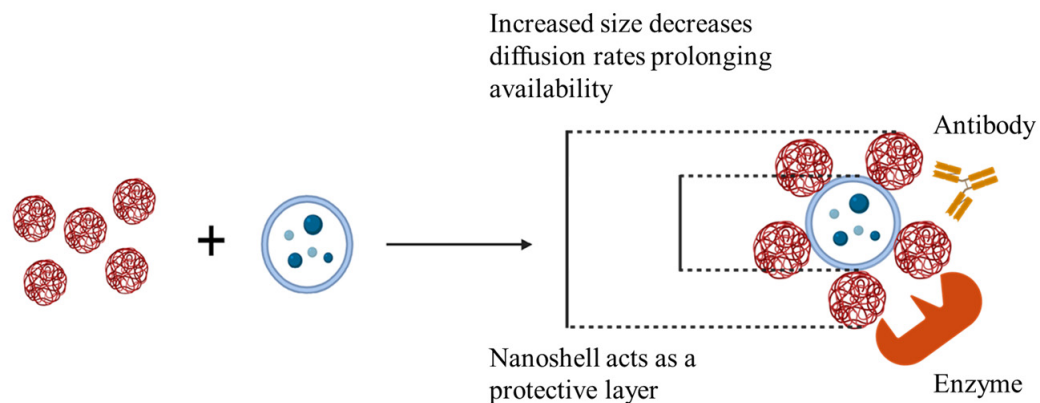 Increased size decreases
diffusion rates prolonging
availability
Antibody
+
Nanoshell acts as a
protective layer
Enzyme